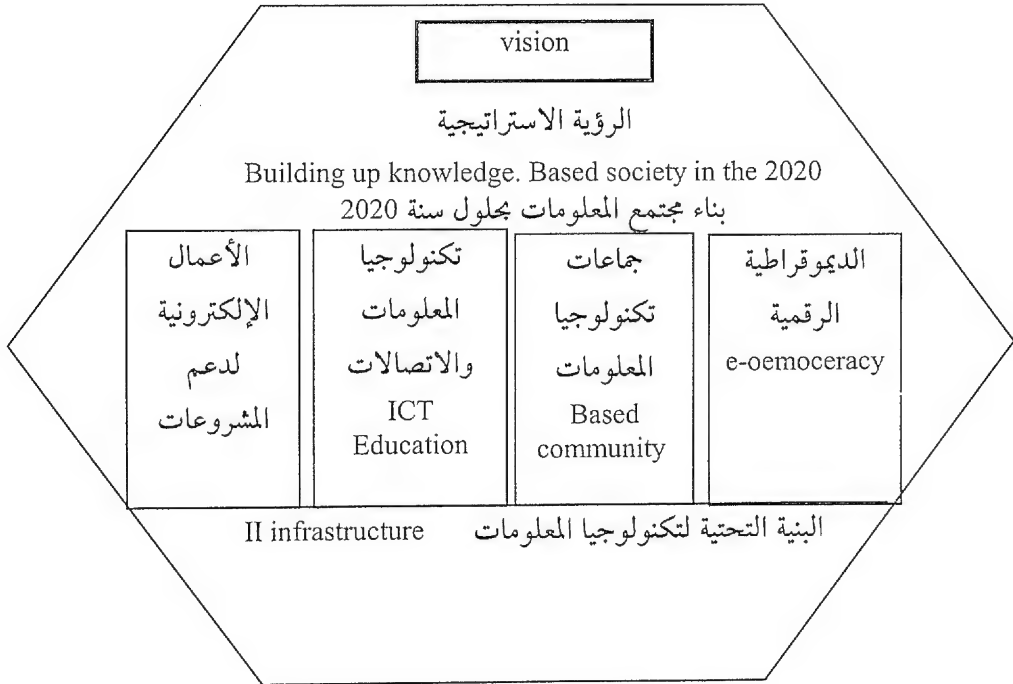 vision
الرؤية الاستراتيجية
Building up knowledge. Based society in the 2020
بناء مجتمع المعلومات بحلول سنة 2020
الديموقراطية
الرقمية
e-oemoceracy
جماعات
تكنولوجيا
المعلومات
Based
community
تكنولوجيا
المعلومات
والاتصالات
ICT
Education
الأعمال
الإلكترونية
لدعم
المشروعات
البنية التحتية لتكنولوجيا المعلومات II infrastructure